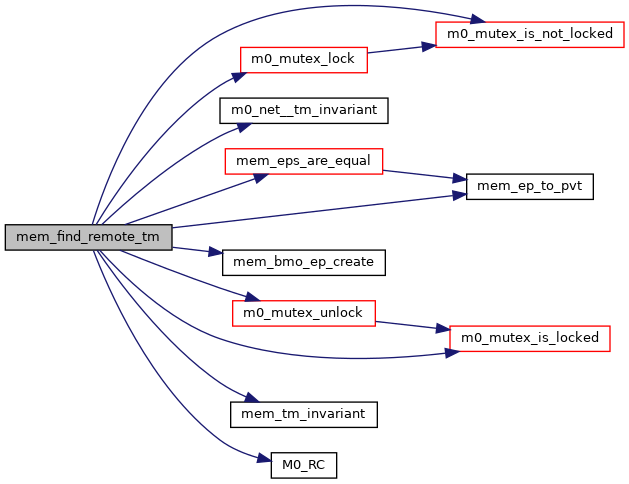 m0_mutex_is_not_locked
m0_mutex_lock
m0_net__tm_invariant
mem_eps_are_equal
mem_ep_to_pvt
mem_find_remote_tm
mem_bmo_ep_create
m0_mutex_unlock
m0_mutex_is_locked
mem_tm_invariant
M0_RC